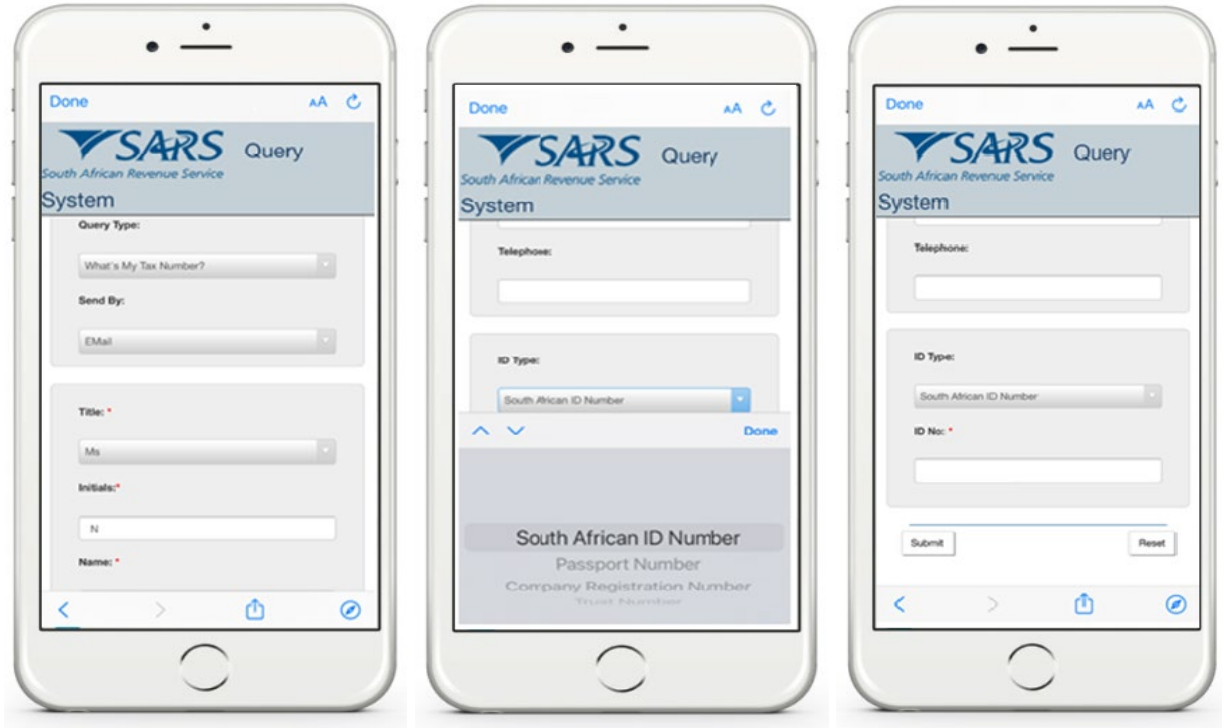 Done
AA
SARS Query
South African Revenue Service
System
Query Type:
What's My Tax Number?
Send By:
EMail
Title: *
Ms
Initials:*
N
Name: *
Done
AA
SARS Query
South African Revenue Service
System
Telephone:
ID Type:
South African ID Number
Done
South African ID Number
Passport Number
Company Registration Number
Trust Number
Done
AA
SARS Query
South African Revenue Service
System
Telephone:
ID Type:
South African ID Number
ID No: *
Submit Reset